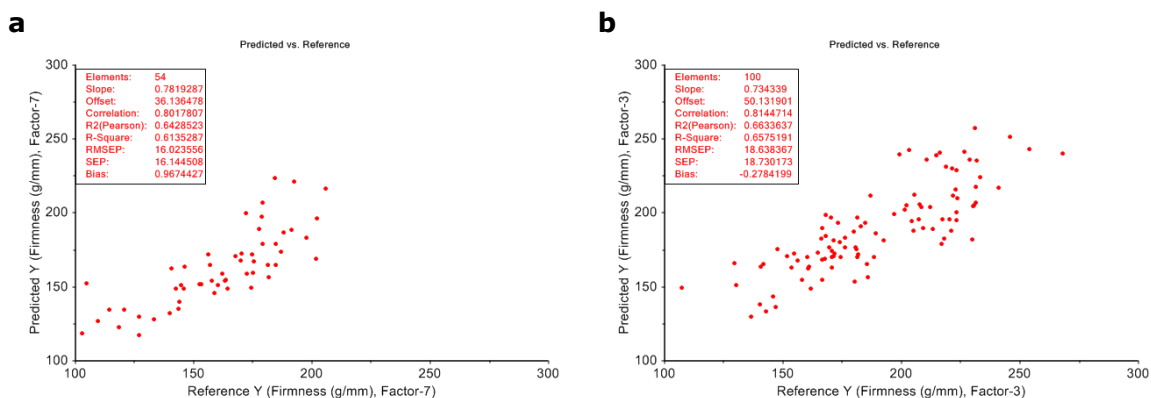 a
Predicted vs. Reference
Elements: 54
Slope: 0.7819287
Offset: 36.136478
Correlation: 0.8017807
R2(Pearson): 0.6428523
R-Square: 0.6135287
RMSEP: 16.023556
SEP: 16.144508
Bias: 0.9674427
300
250
200
150
100
Predicted Y (Firmness (g/mm), Factor-7)
100 150 200 250 300
Reference Y (Firmness (g/mm), Factor-7)
b
Predicted vs. Reference
Elements: 100
Slope: 0.734339
Offset: 50.131901
Correlation: 0.8144714
R2(Pearson): 0.6633637
R-Square: 0.6575191
RMSEP: 18.638367
SEP: 18.730173
Bias: -0.2784199
300
250
200
150
100
Predicted Y (Firmness (g/mm), Factor-3)
100 150 200 250 300
Reference Y (Firmness (g/mm), Factor-3)